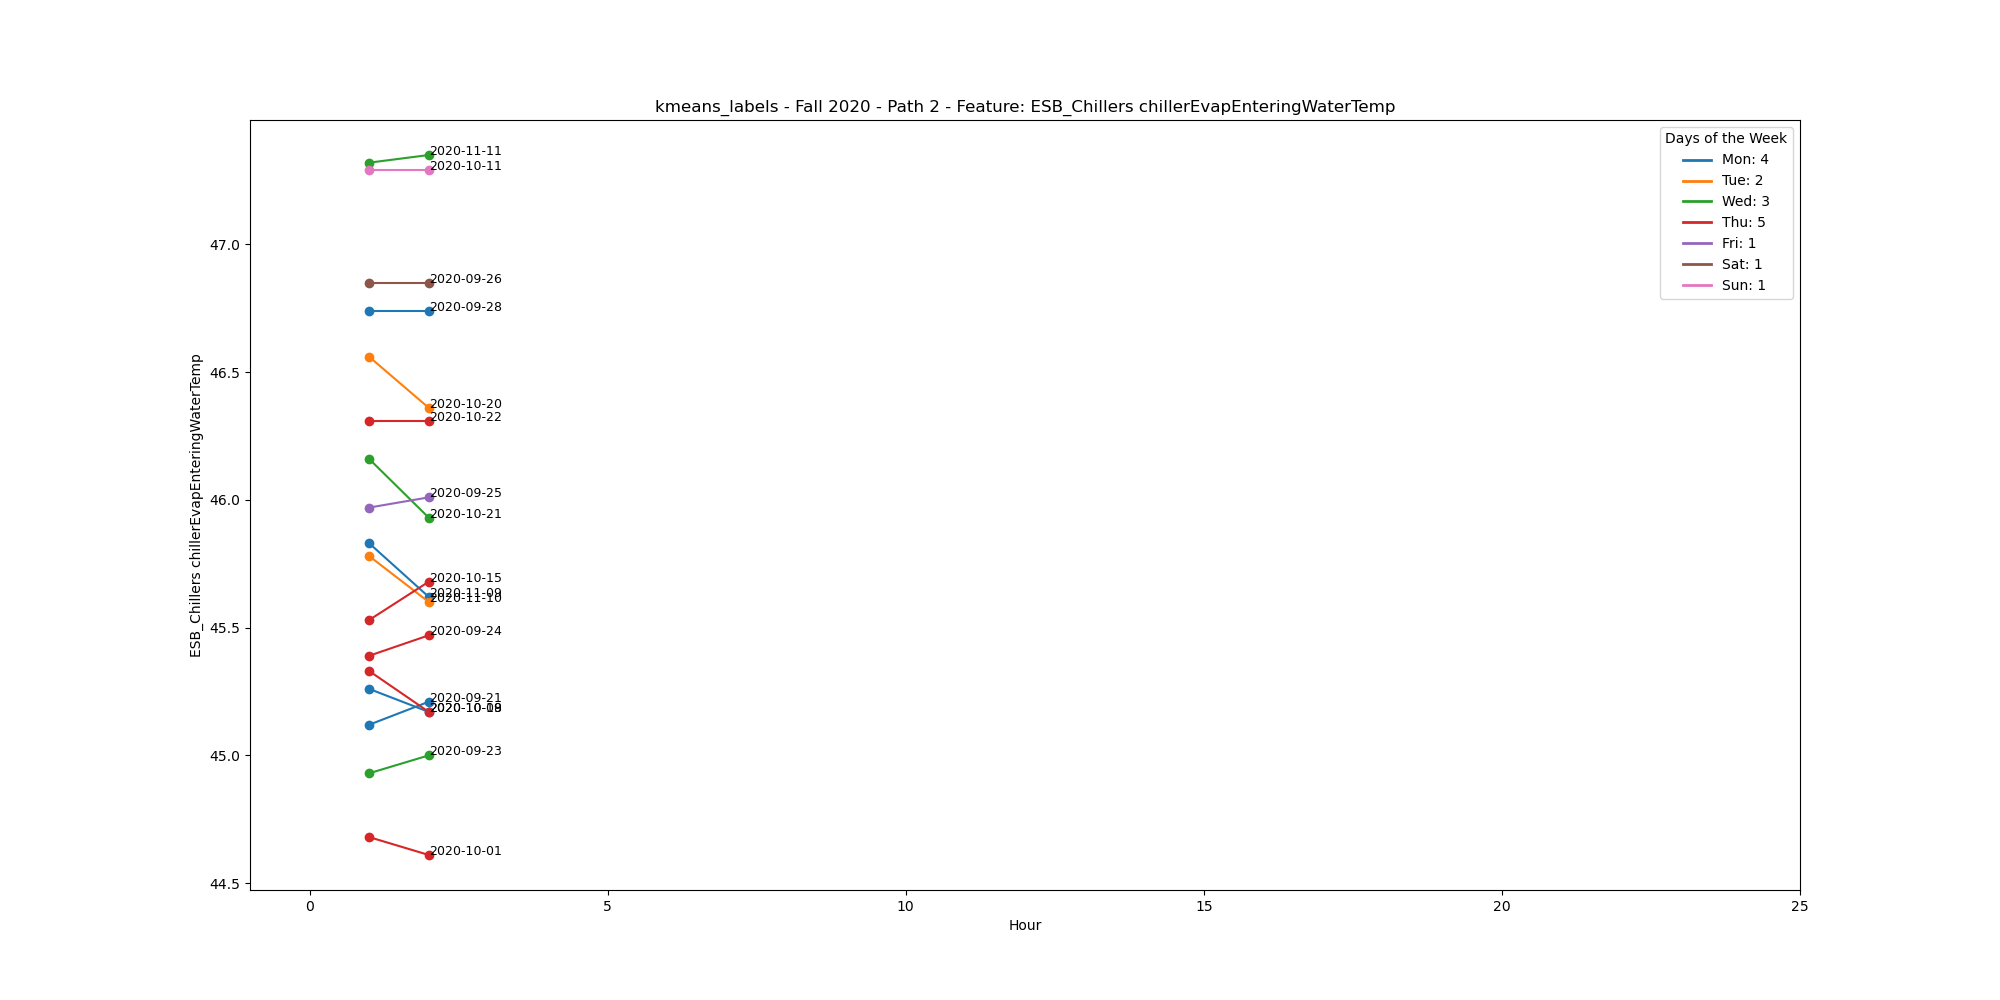 kmeans_labels - Fall 2020 - Path 2 - Feature: ESB_Chillers chillerEvapEnteringWaterTemp
Days of the Week
Mon: 4
Tue: 2
Wed: 3
Thu: 5
Fri: 1
Sat: 1
Sun: 1
2020-11-11
2020-10-11
2020-09-26
2020-09-28
2020-10-20
2020-10-22
2020-09-25
2020-10-21
2020-10-15
2020-11-09
2020-11-10
2020-09-24
2020-09-21
2020-09-23
2020-10-01
47.0
46.5
46.0
45.5
45.0
44.5
ESB_Chillers chillerEvapEnteringWaterTemp
0 5 10 15 20 25
Hour